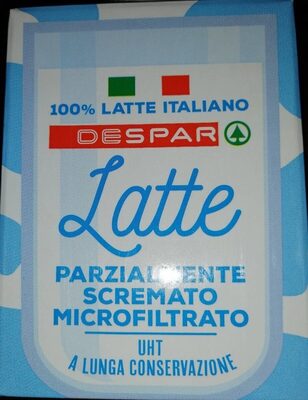 100% LATTE ITALIANO
DESPAR
Latte
PARZIALMENTE
SCREMATO
MICROFILTRATO
UHT
A LUNGA CONSERVAZIONE